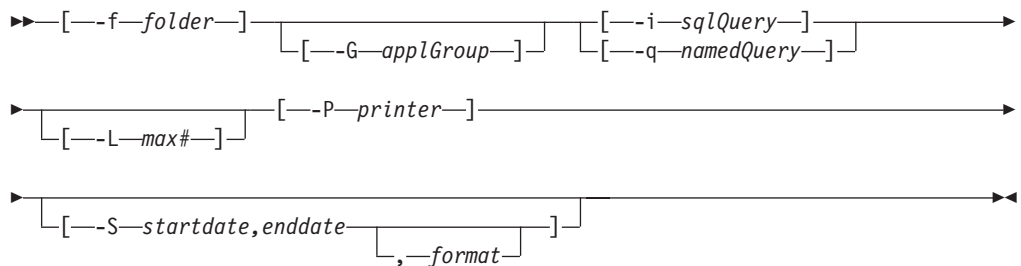 [ -f folder ] [ -i sqlQuery ]
[ -G applGroup ] [ -q namedQuery ]
[ -P printer ]
[ -L max# ]
[ -S startdate,enddate ]
, format